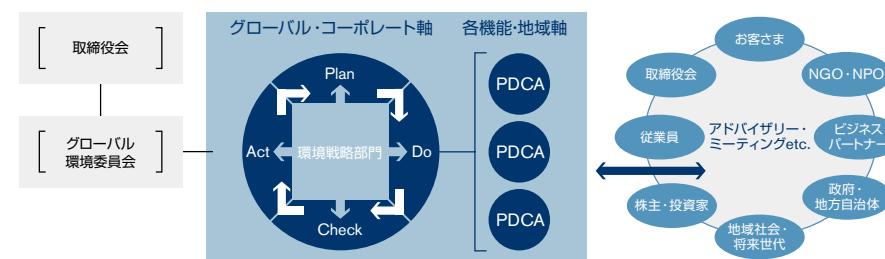 取締役会
グローバル
環境委員会
グローバル・コーポレート軸
各機能・地域軸
Plan
Act
環境戦略部門
Do
Check
PDCA
PDCA
PDCA
お客さま
取締役会
NGO・NPO
従業員
アドバイザリー・
ミーティングetc.
ビジネス
パートナー
株主・投資家
政府・
地方自治体
地域社会・
将来世代